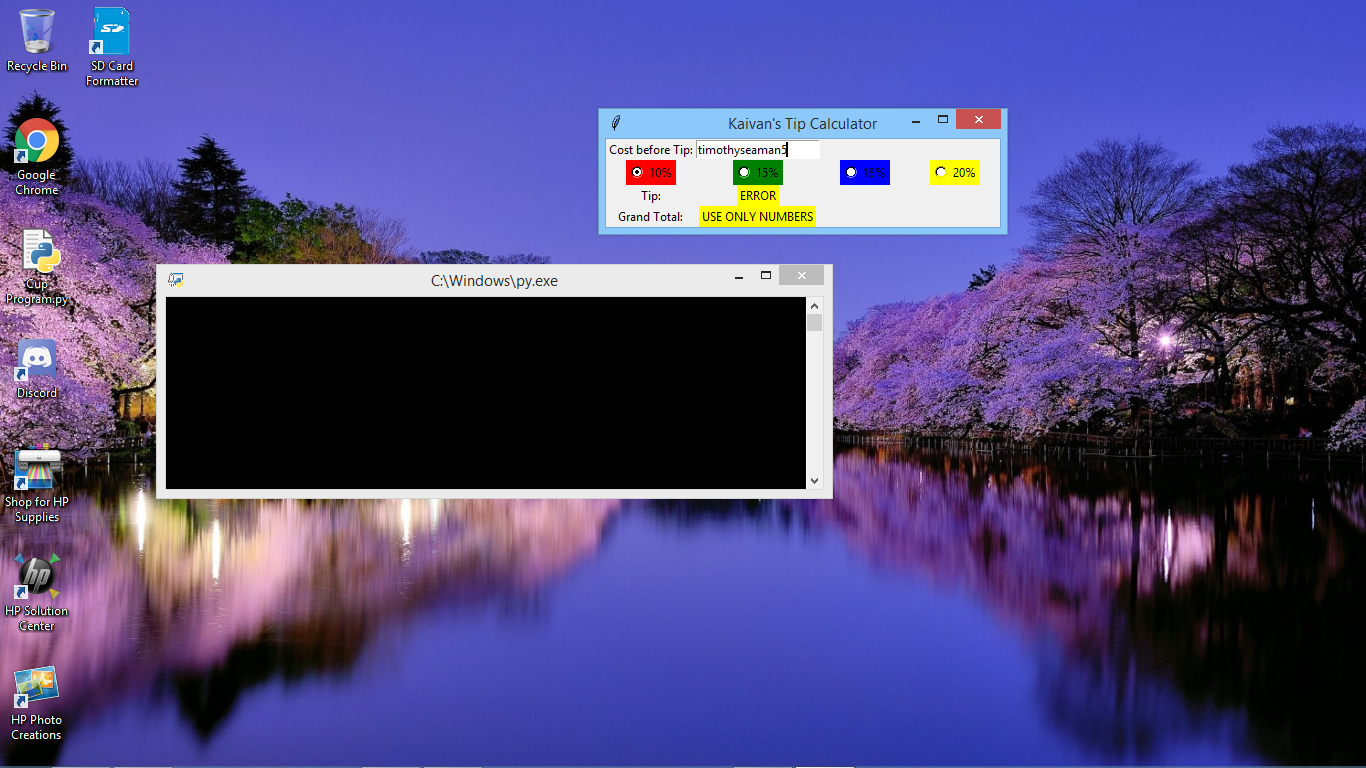 Recycle Bin
SD Card
Formatter
SD
Google
Chrome
Cup
Program.py
Discord
Shop for HP
Supplies
hp
HP Solution
Center
HP Photo
Creations
Kaivan's Tip Calculator
Cost before Tip: timothyseaman5
10% 15% 18% 20%
Tip: ERROR
Grand Total: USE ONLY NUMBERS
C:\Windows\py.exe